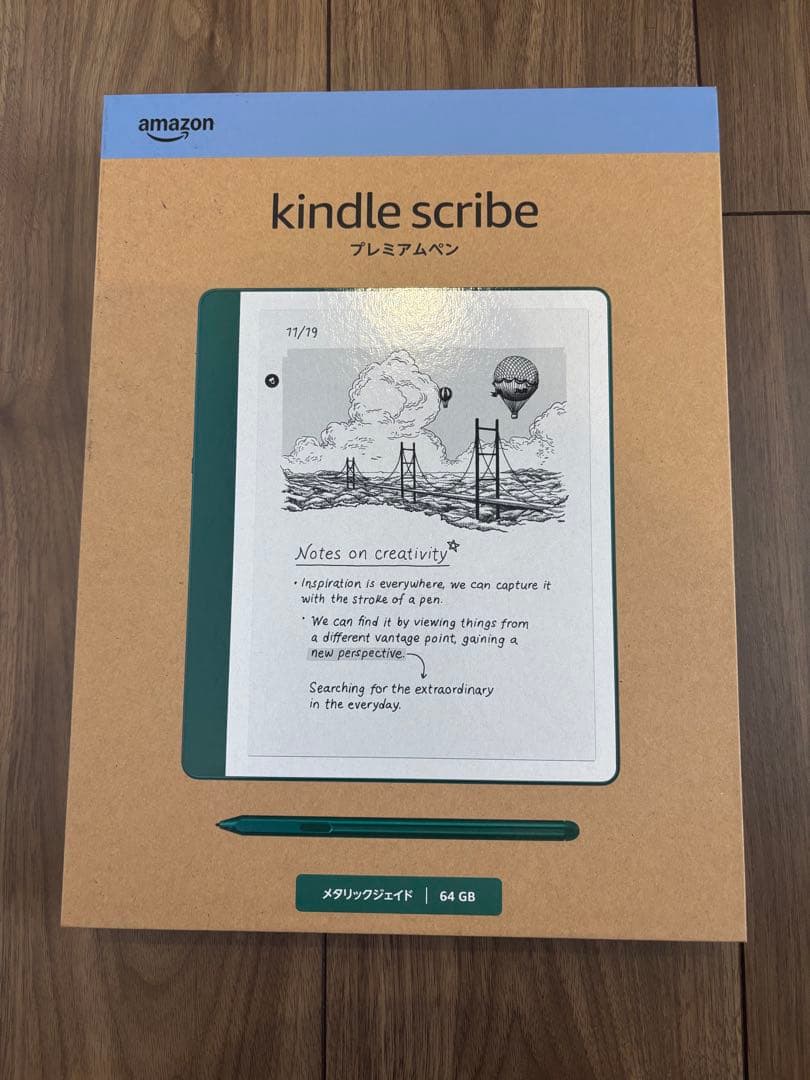 amazon
kindle scribe
プレミアムペン
11/19
Notes on creativity
• Inspiration is everywhere, we can capture it
with the stroke of a pen.
• We can find it by viewing things from
a different vantage point, gaining a
new perspective.
Searching for the extraordinary
in the everyday.
メタリックジェイド | 64 GB